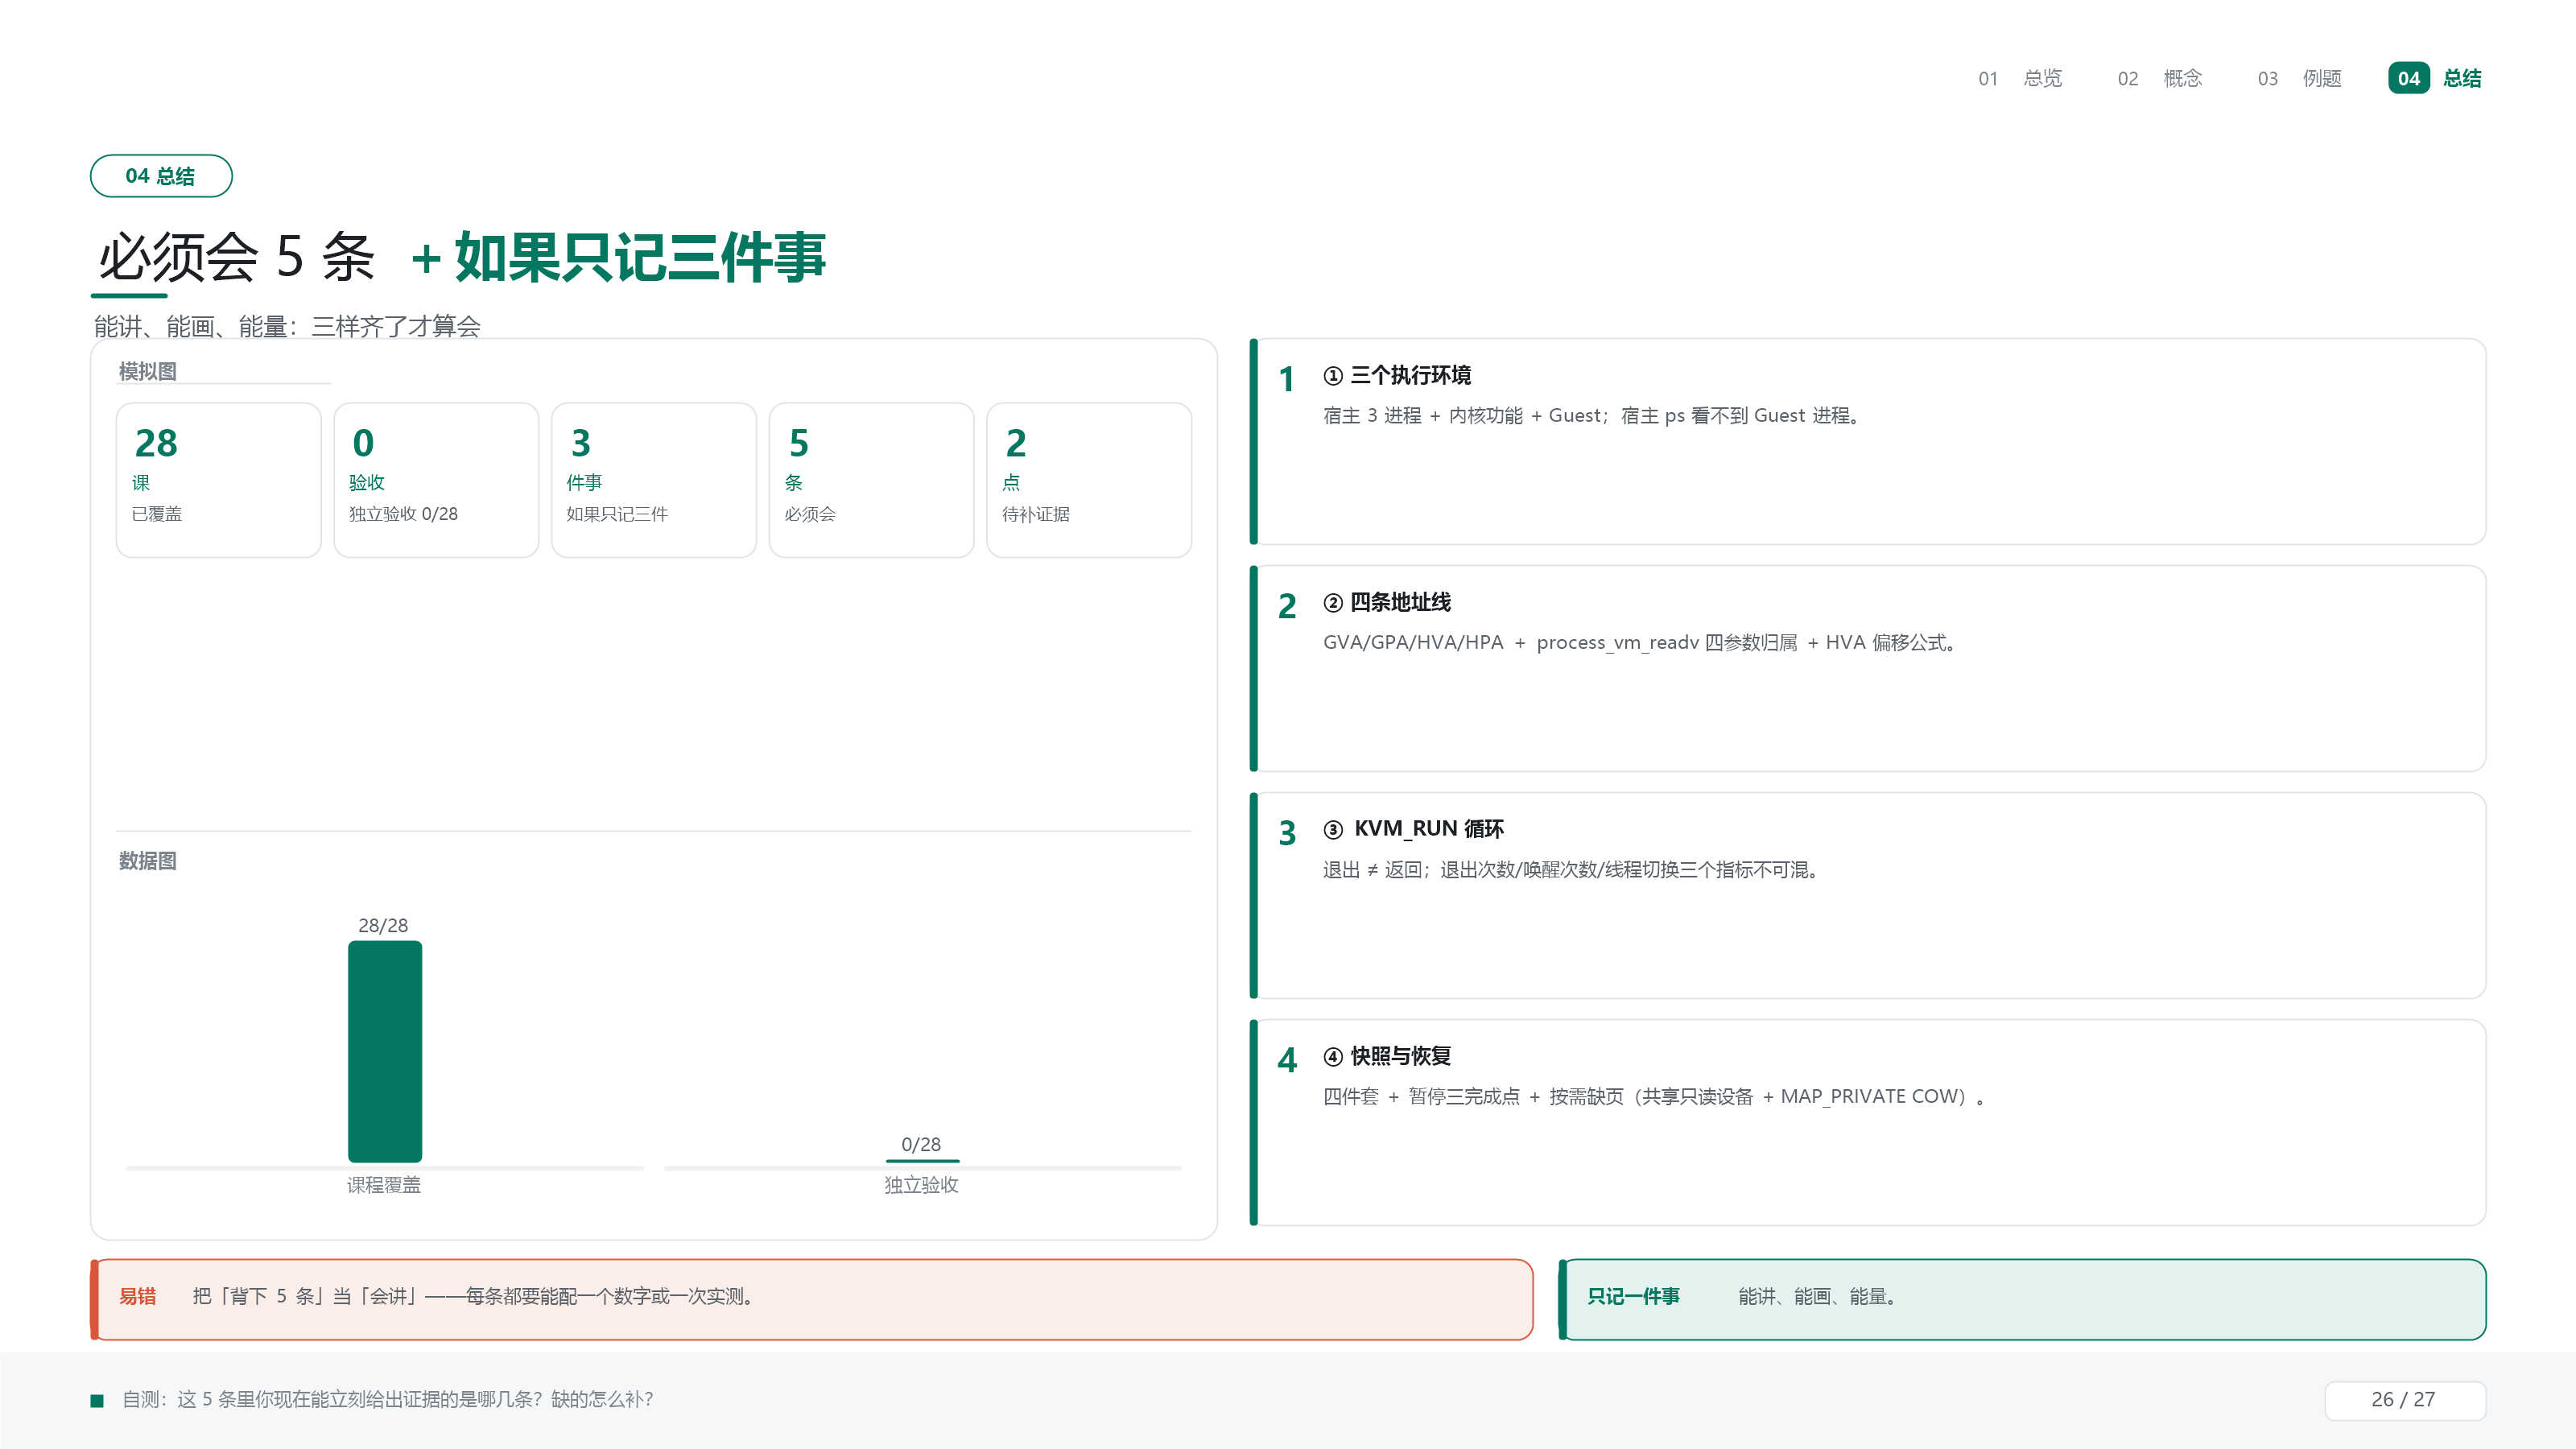 01 总览 02 概念 03 例题 04 总结
04 总结
必须会 5 条 + 如果只记三件事
能讲、能画、能量：三样齐了才算会
模拟图
28
课
已覆盖
0
验收
独立验收 0/28
3
件事
如果只记三件
5
条
必须会
2
点
待补证据
数据图
28/28
课程覆盖
0/28
独立验收
1 ① 三个执行环境
宿主 3 进程 + 内核功能 + Guest；宿主 ps 看不到 Guest 进程。
2 ② 四条地址线
GVA/GPA/HVA/HPA + process_vm_readv 四参数归属 + HVA 偏移公式。
3 ③ KVM_RUN 循环
退出 ≠ 返回；退出次数/唤醒次数/线程切换三个指标不可混。
4 ④ 快照与恢复
四件套 + 暂停三完成点 + 按需缺页（共享只读设备 + MAP_PRIVATE COW）。
易错 把「背下 5 条」当「会讲」——每条都要能配一个数字或一次实测。
只记一件事 能讲、能画、能量。
自测：这 5 条里你现在能立刻给出证据的是哪几条？缺的怎么补？
26 / 27